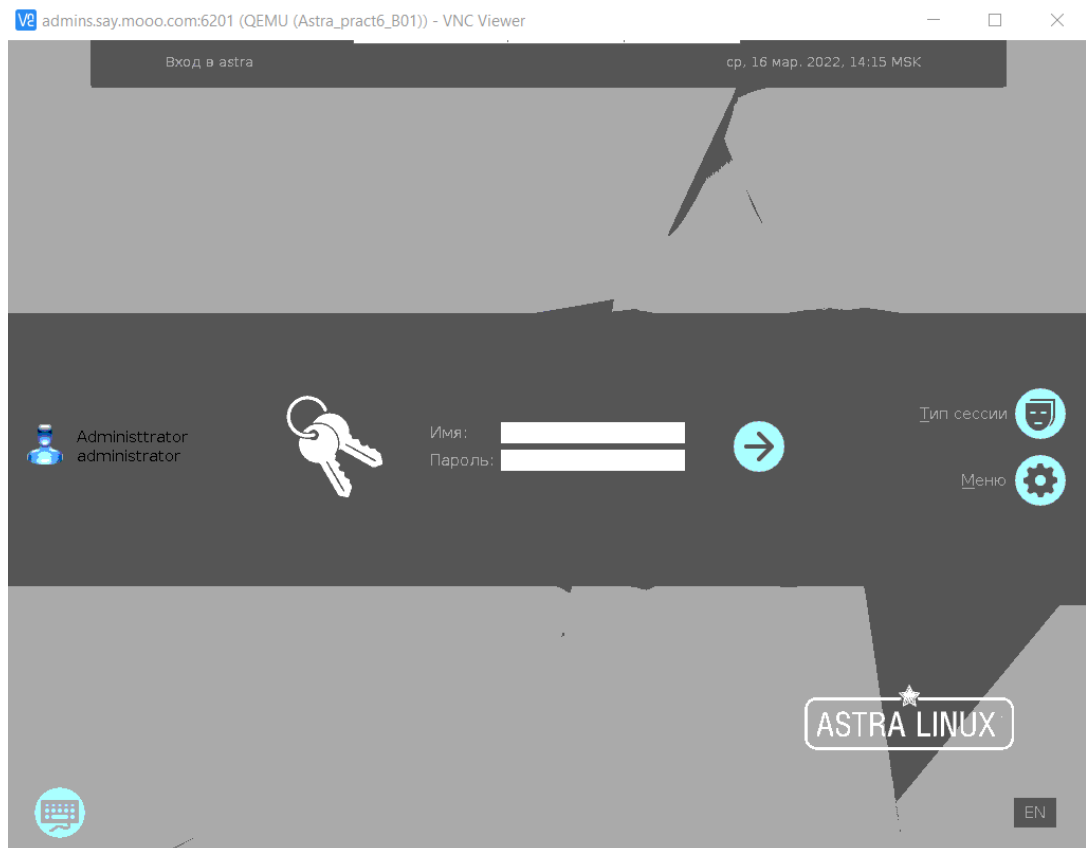 V2 admins.say.mooo.com:6201 (QEMU (Astra_pract6_B01)) - VNC Viewer
Вход в astra ср, 16 мар. 2022, 14:15 MSK
Тип сессии
Administtrator
Имя:
administrator
Пароль:
Меню
ASTRA LINUX
EN